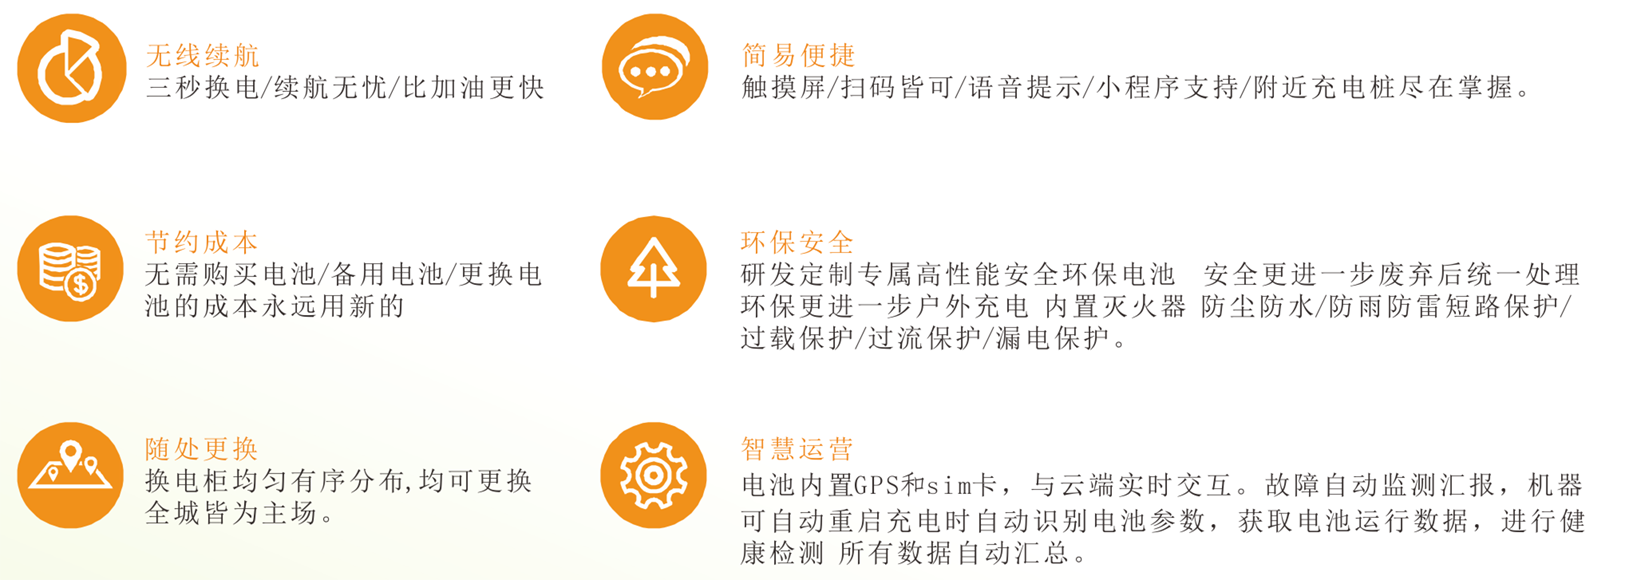 无线续航
三秒换电/续航无忧/比加油更快
简易便捷
触摸屏/扫码皆可/语音提示/小程序支持/附近充电桩尽在掌握。
节约成本
无需购买电池/备用电池/更换电
池的成本永远用新的
环保安全
研发定制专属高性能安全环保电池 安全更进一步废弃后统一处理
环保更进一步户外充电 内置灭火器 防尘防水/防雨防雷短路保护/
过载保护/过流保护/漏电保护。
随处更换
换电柜均匀有序分布,均可更换
全城皆为主场。
智慧运营
电池内置GPS和sim卡，与云端实时交互。故障自动监测汇报，机器
可自动重启充电时自动识别电池参数，获取电池运行数据，进行健
康检测 所有数据自动汇总。